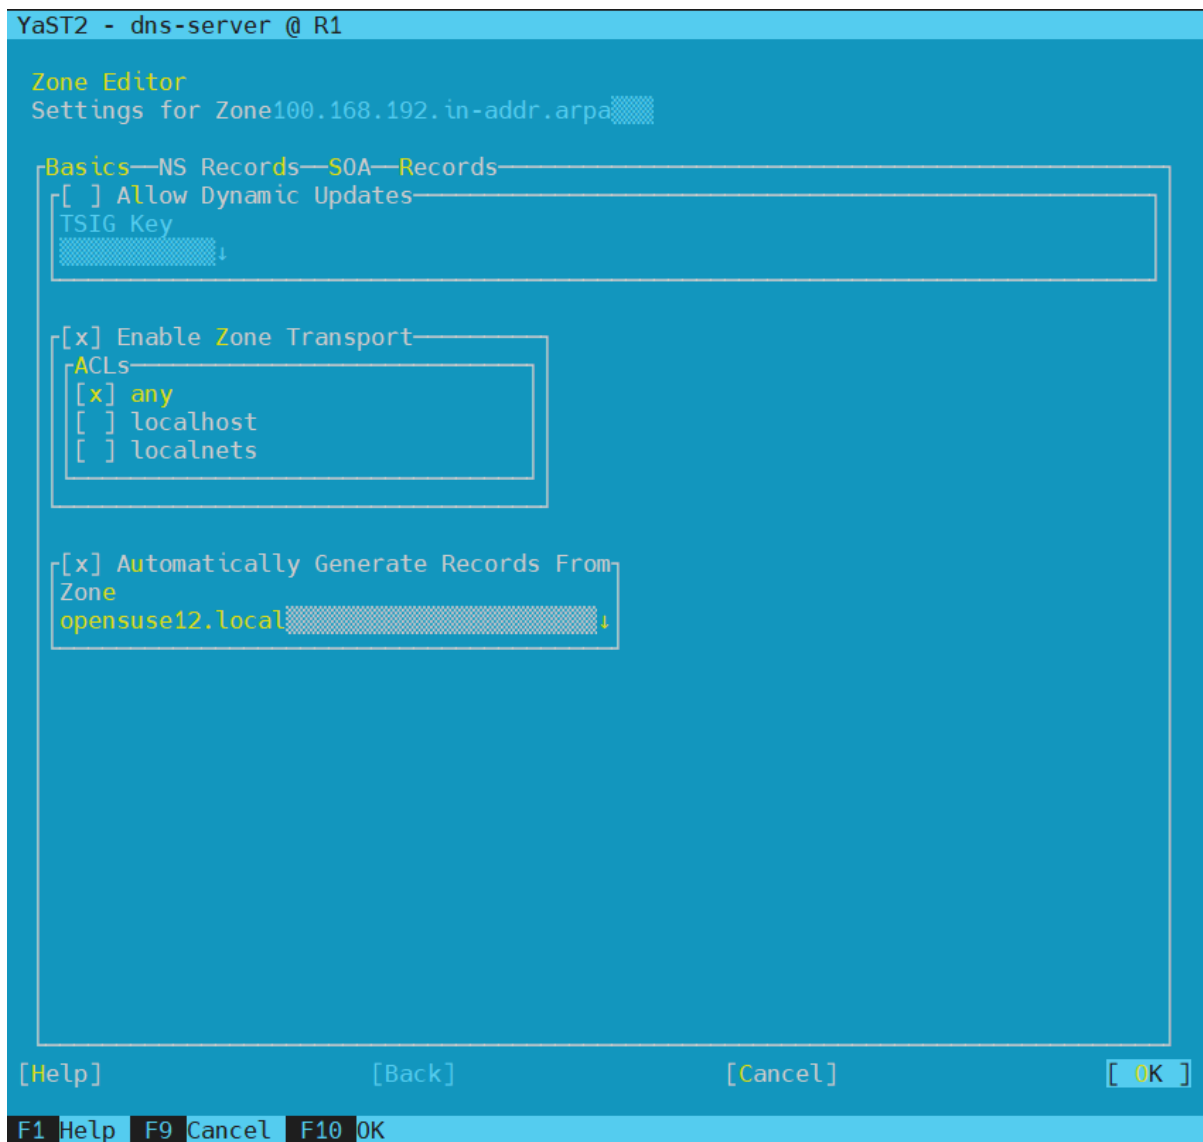 YaST2 - dns-server @ R1
Zone Editor
Settings for Zone100.168.192.in-addr.arpa
Basics NS Records SOA Records
[ ] Allow Dynamic Updates
TSIG Key
↓
[x] Enable Zone Transport
ACLs
[x] any
[ ] localhost
[ ] localnets
[x] Automatically Generate Records From
Zone
opensuse12.local ↓
[Help] [Back] [Cancel] [ OK ]
F1 Help F9 Cancel F10 OK